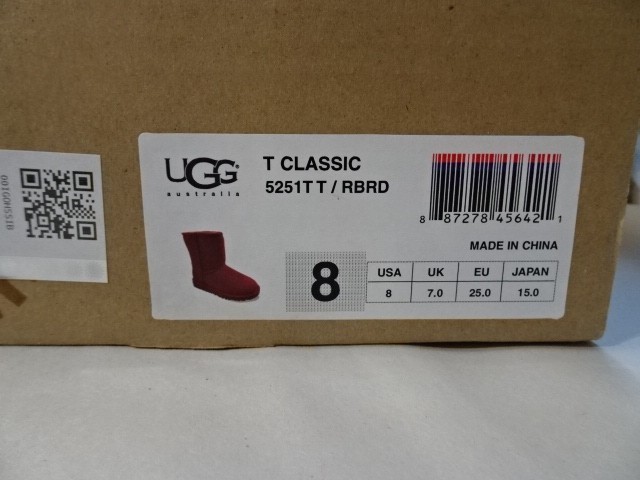 UGG
australia
T CLASSIC
5251T T / RBRD
8 87278 45642 1
MADE IN CHINA
8
USA UK EU JAPAN
8 7.0 25.0 15.0